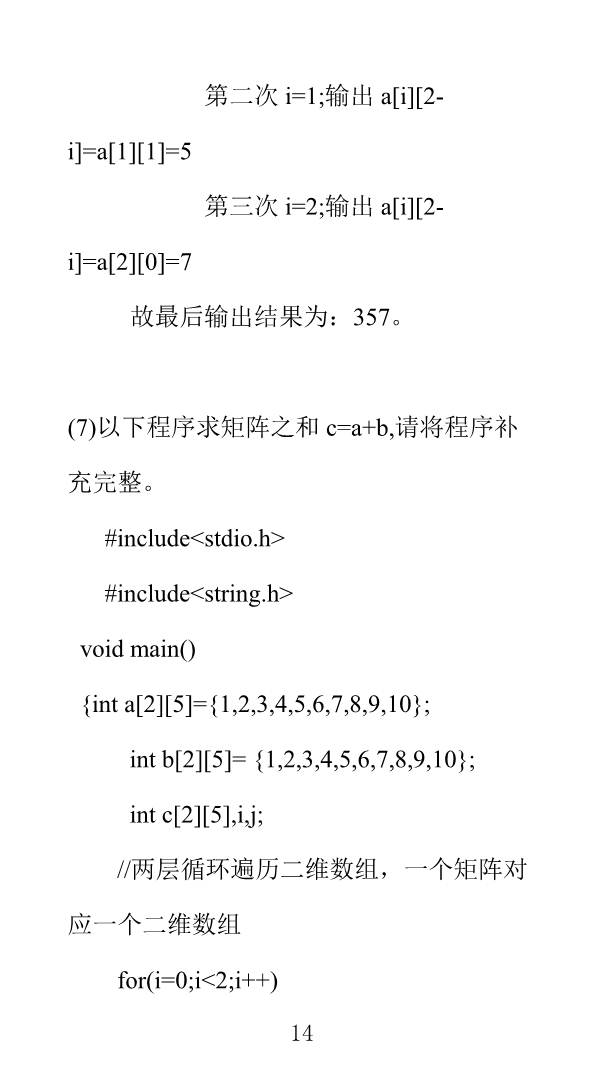 第二次 i=1;输出 a[i][2-
i]=a[1][1]=5
第三次 i=2;输出 a[i][2-
i]=a[2][0]=7
故最后输出结果为：357。
(7)以下程序求矩阵之和 c=a+b,请将程序补
充完整。
#include<stdio.h>
#include<string.h>
void main()
{int a[2][5]={1,2,3,4,5,6,7,8,9,10};
int b[2][5]= {1,2,3,4,5,6,7,8,9,10};
int c[2][5],i,j;
//两层循环遍历二维数组，一个矩阵对
应一个二维数组
for(i=0;i<2;i++)
14